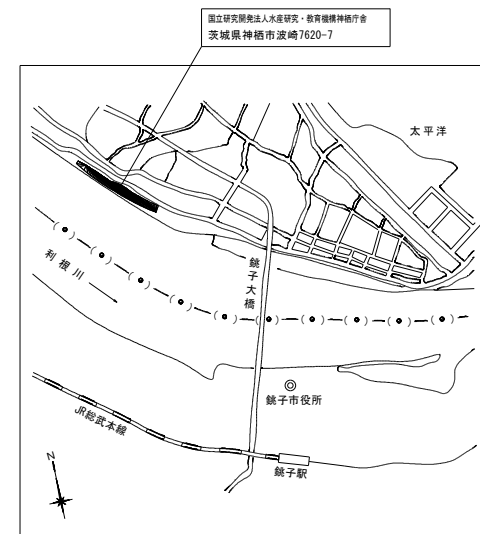 国立研究開発法人水産研究・教育機構神栖庁舎
茨城県神栖市波崎7620-7
太平洋
銚子大橋
利根川
銚子市役所
JR総武本線
銚子駅
N